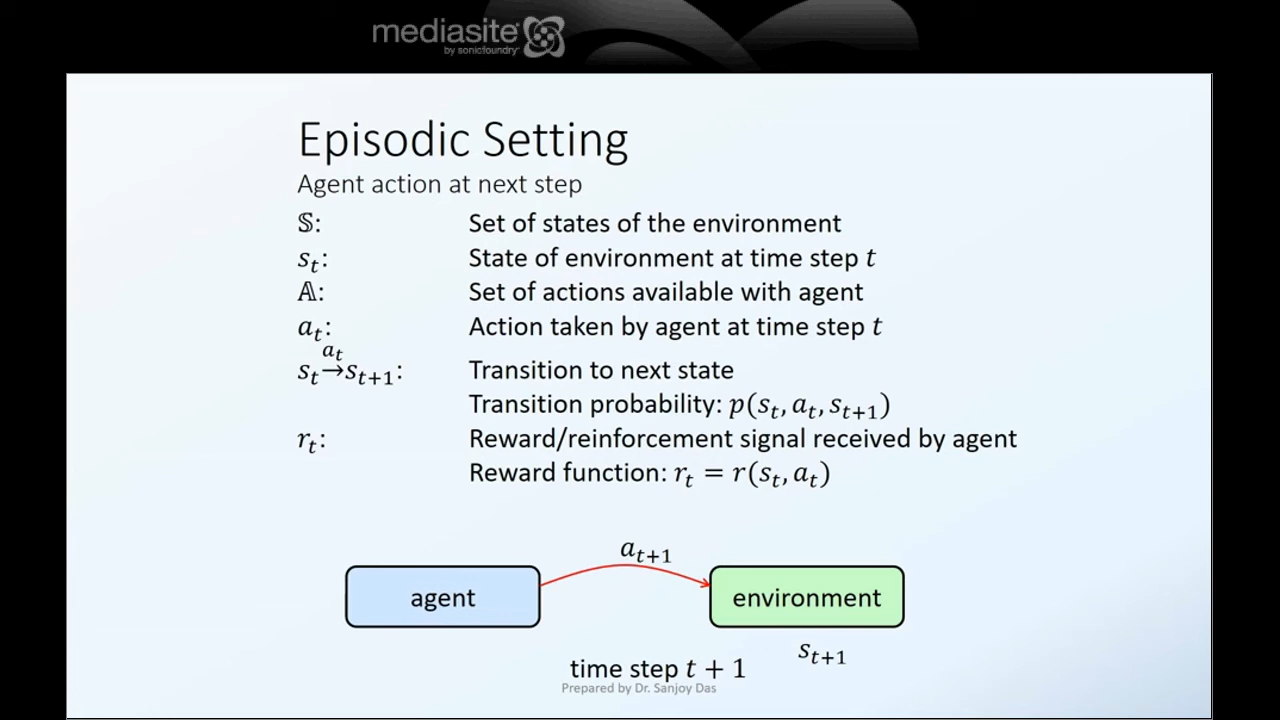 mediasite
by sonicfoundry
Episodic Setting
Agent action at next step
𝕊: Set of states of the environment
s_t: State of environment at time step t
𝔸: Set of actions available with agent
a_t: Action taken by agent at time step t
a_t
s_t→s_{t+1}: Transition to next state
Transition probability: p(s_t, a_t, s_{t+1})
r_t: Reward/reinforcement signal received by agent
Reward function: r_t = r(s_t, a_t)
a_{t+1}
agent environment
s_{t+1}
time step t + 1
Prepared by Dr. Sanjoy Das